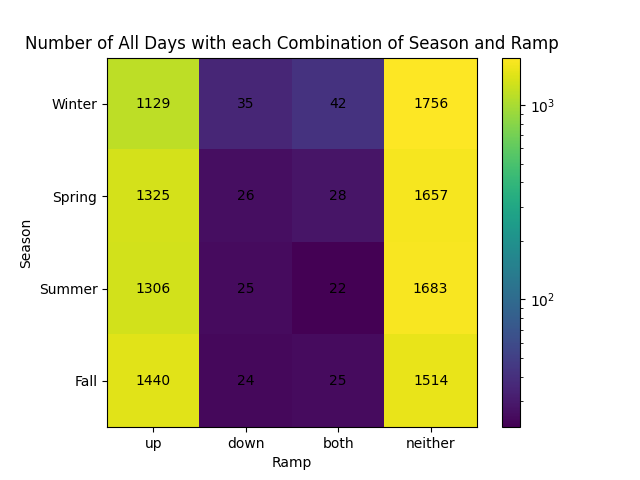 Number of All Days with each Combination of Season and Ramp
Season
Winter 1129 35 42 1756
Spring 1325 26 28 1657
Summer 1306 25 22 1683
Fall 1440 24 25 1514
up down both neither
Ramp
10³
10²